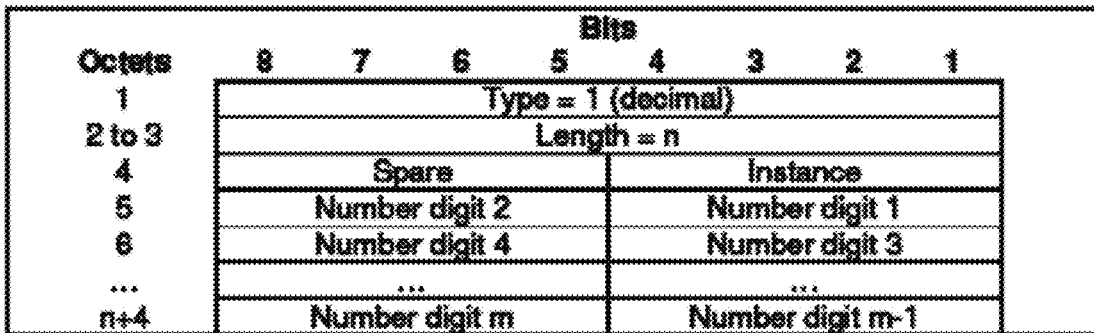 Bits
Octets 8 7 6 5 4 3 2 1
1 Type = 1 (decimal)
2 to 3 Length = n
4 Spare Instance
5 Number digit 2 Number digit 1
6 Number digit 4 Number digit 3
... ... ...
n+4 Number digit m Number digit m-1